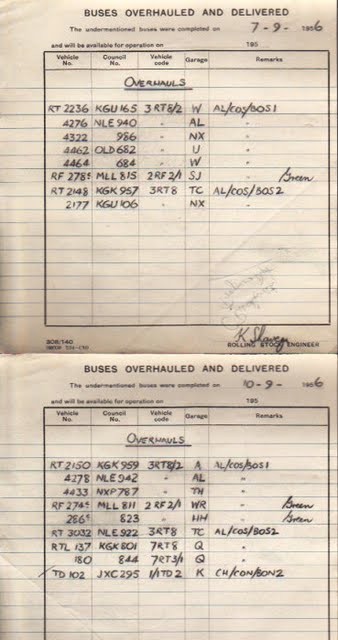 BUSES OVERHAULED AND DELIVERED
The undermentioned buses were completed on 7-9- 1956
and will be available for operation on 195
Vehicle No. Council No. Vehicle code Garage Remarks
OVERHAULS
RT 2236 KGU 165 3RT8/2 W AL/COS/BOS1
4276 NLE 940 " AL "
4322 986 " NX "
4462 OLD 682 " U "
4464 684 " W "
RF 278 MLL 815 2RF2/1 SJ " Green
RT 2148 KGK 957 3RT8 TC AL/COS/BOS2
2177 KGU 106 " NX "
208/140
ROLLING STOCK ENGINEER
BUSES OVERHAULED AND DELIVERED
The undermentioned buses were completed on 10-9- 1956
and will be available for operation on 195
Vehicle No. Council No. Vehicle code Garage Remarks
OVERHAULS
RT 2150 KGK 959 3RT8/2 A AL/COS/BOS1
4278 NLE 942 " AL "
4433 NXP 787 " TH "
RF 274 MLL 811 2RF2/1 WR " Green
286 823 " HH " Green
RT 3032 NLE 922 3RT8 TC AL/COS/BOS2
RTL 137 KGK 801 7RT8 Q "
180 844 7RT3/1 Q "
TD 102 JXC 295 1/1TD2 K CH/CON/BON2